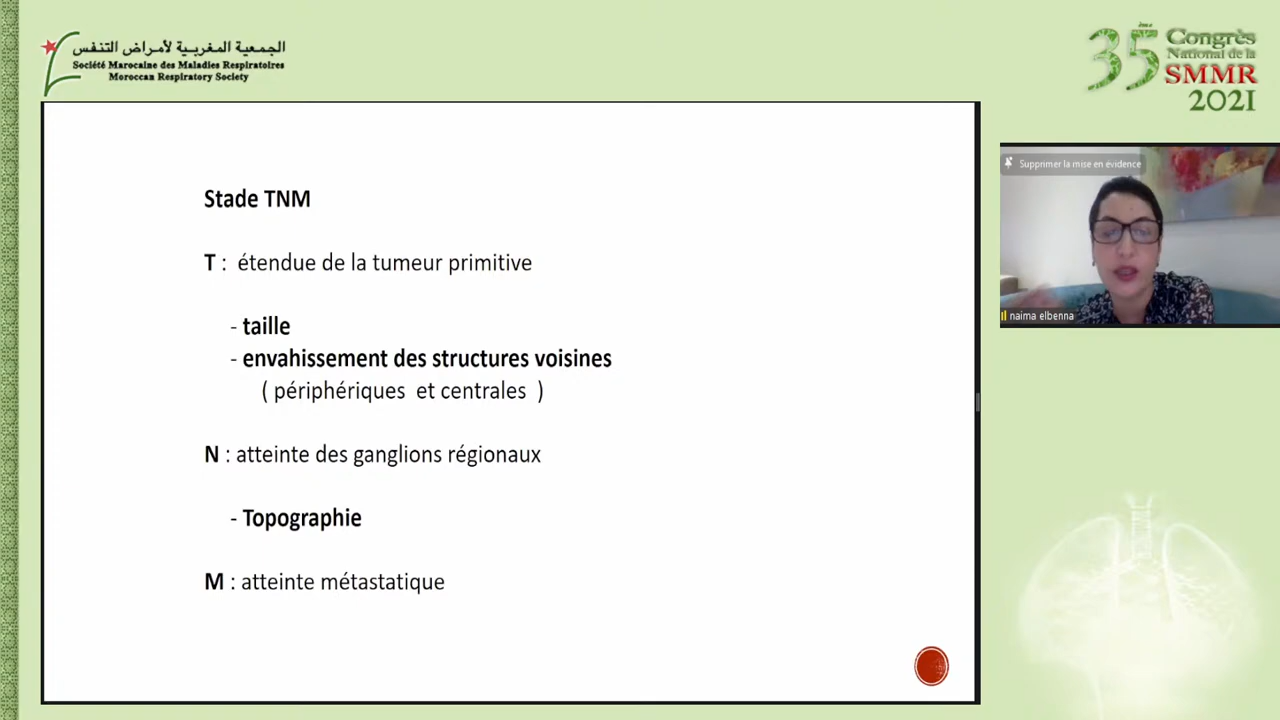 الجمعية المغربية لأمراض التنفس
Société Marocaine des Maladies Respiratoires
Moroccan Respiratory Society
35ème Congrès
National de la
SMMR
2021
Stade TNM
T : étendue de la tumeur primitive
- taille
- envahissement des structures voisines
( périphériques et centrales )
N : atteinte des ganglions régionaux
- Topographie
M : atteinte métastatique
Supprimer la mise en évidence
naima elbenna